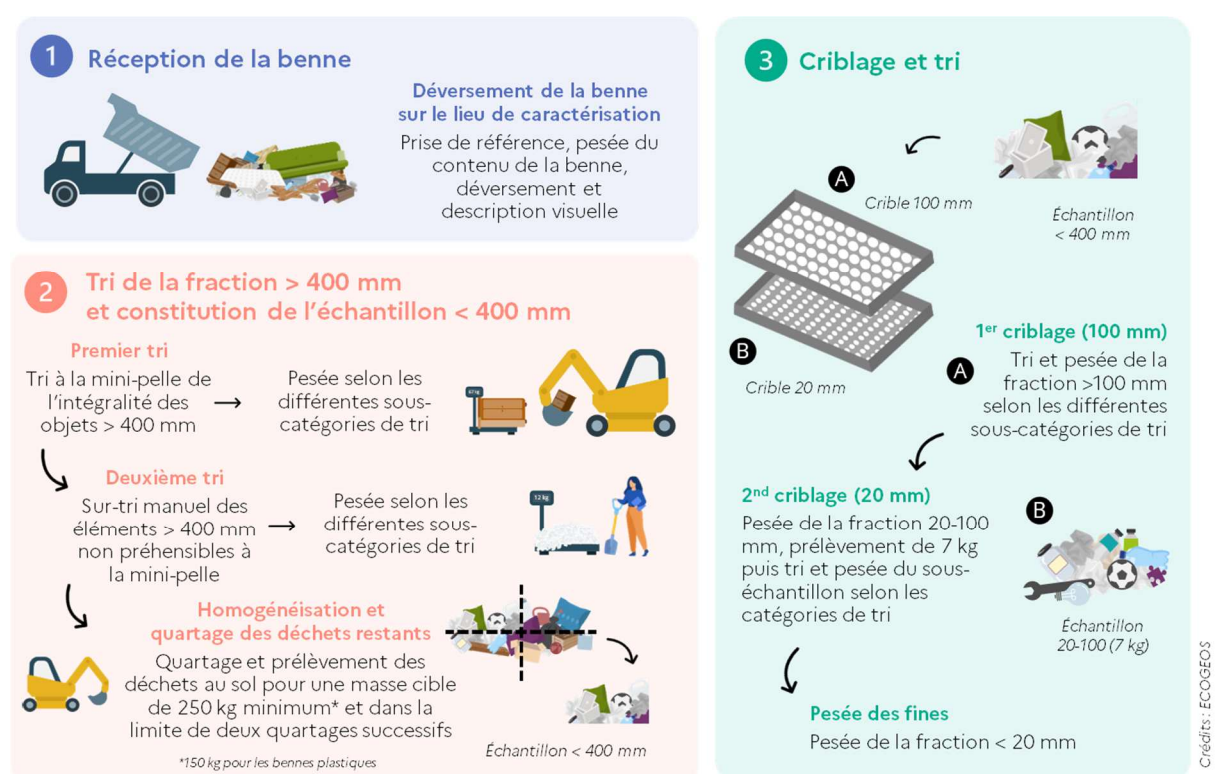 1
Réception de la benne
Déversement de la benne
sur le lieu de caractérisation
Prise de référence, pesée du
contenu de la benne,
déversement et
description visuelle
2
Tri de la fraction > 400 mm
et constitution de l'échantillon < 400 mm
Premier tri
Tri à la mini-pelle de
l'intégralité des
objets > 400 mm
Pesée selon les
différentes sous-
catégories de tri
Deuxième tri
Sur-tri manuel des
éléments > 400 mm
non préhensibles à
la mini-pelle
Pesée selon les
différentes sous-
catégories de tri
12 kg
Homogénéisation et
quartage des déchets restants
Quartage et prélèvement des
déchets au sol pour une masse cible
de 250 kg minimum* et dans la
limite de deux quartages successifs
*150 kg pour les bennes plastiques
Échantillon < 400 mm
3
Criblage et tri
A
Crible 100 mm
Échantillon
< 400 mm
B
Crible 20 mm
1er criblage (100 mm)
A
Tri et pesée de la
fraction >100 mm
selon les différentes
sous-catégories de tri
2nd criblage (20 mm)
Pesée de la fraction 20-100
mm, prélèvement de 7 kg
puis tri et pesée du sous-
échantillon selon les
catégories de tri
B
Échantillon
20-100 (7 kg)
Pesée des fines
Pesée de la fraction < 20 mm
Crédits : ECOGEOS